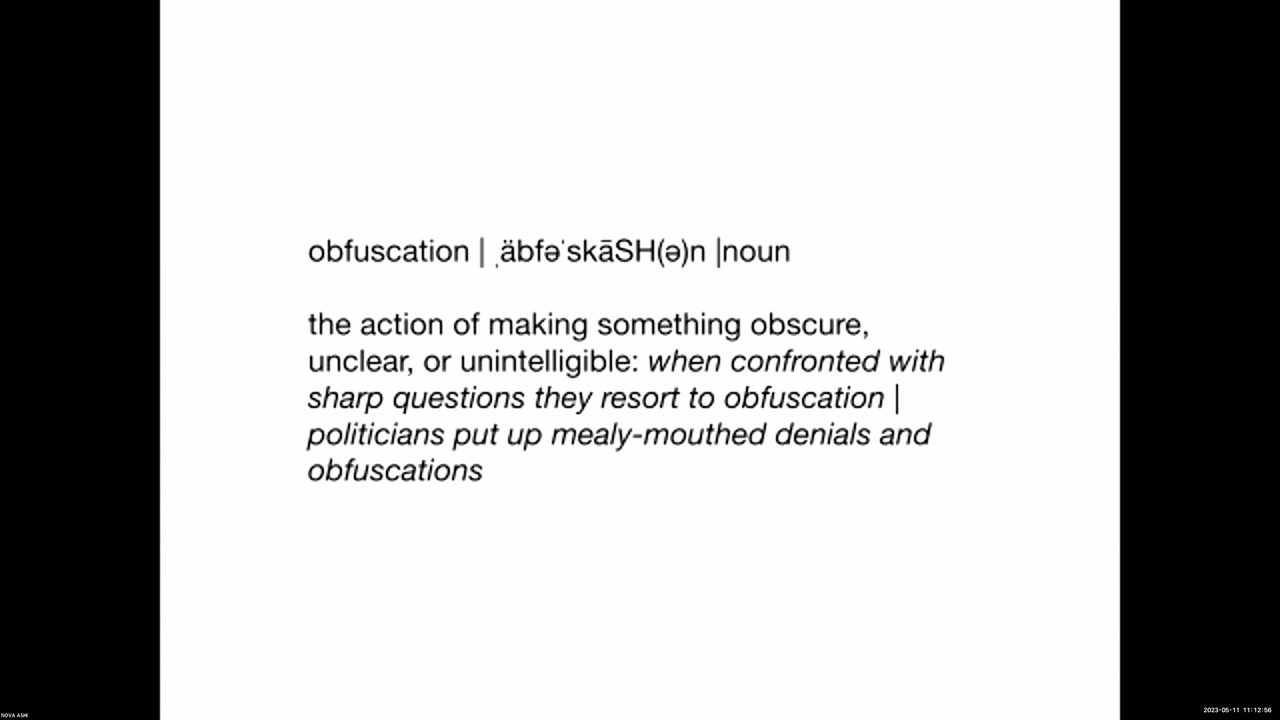 obfuscation | ˌäbfəˈskāSH(ə)n |noun
the action of making something obscure,
unclear, or unintelligible: when confronted with
sharp questions they resort to obfuscation |
politicians put up mealy-mouthed denials and
obfuscations
NOVA ASHI
2023-05-11 11:12:56